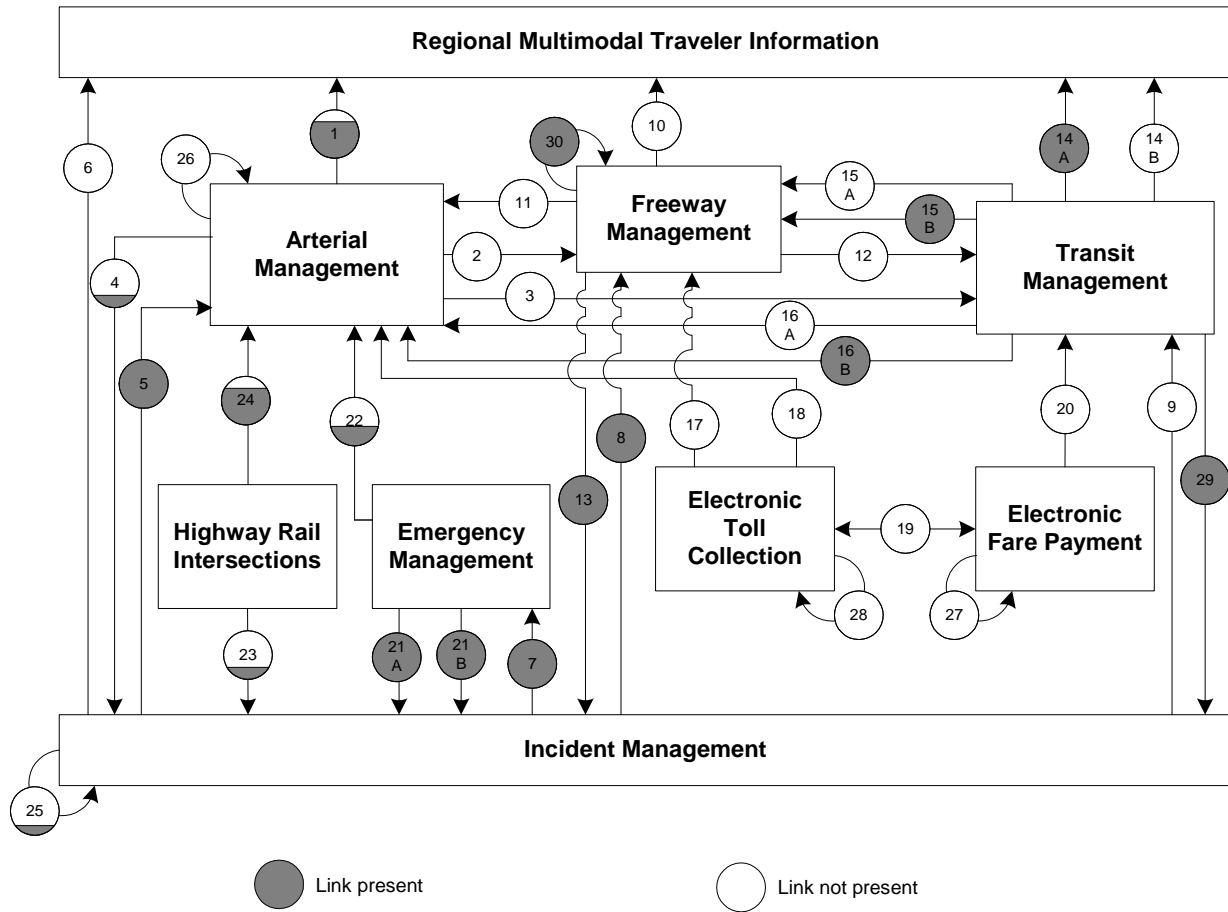 Regional Multimodal Traveler Information
1
10
30
14
A
14
B
6
26
15
A
11
Freeway
Management
15
B
Arterial
Management
2
12
Transit
Management
4
3
16
A
5
16
B
24
22
17
18
20
9
8
13
29
Highway Rail
Intersections
Emergency
Management
Electronic
Toll
Collection
19
Electronic
Fare Payment
28
27
23
21
A
21
B
7
Incident Management
25
Link present
Link not present